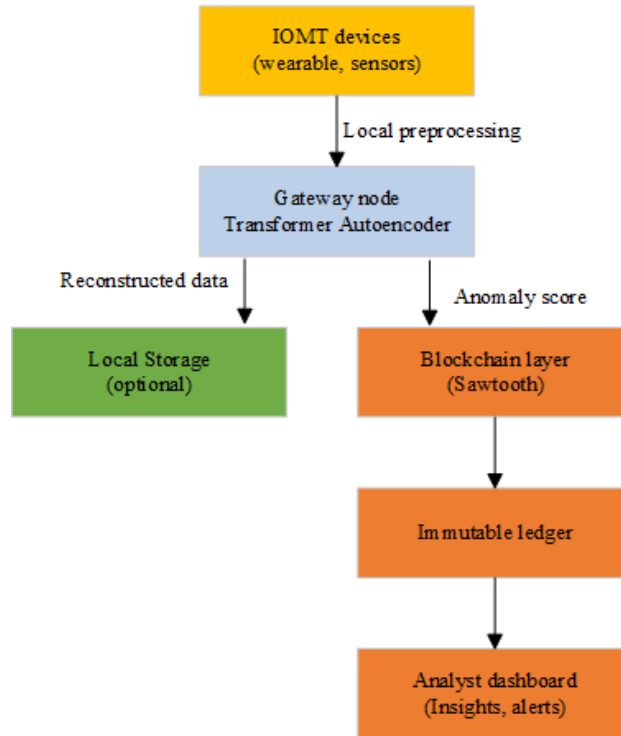 IOMT devices
(wearable, sensors)
Local preprocessing
Gateway node
Transformer Autoencoder
Reconstructed data
Anomaly score
Local Storage
(optional)
Blockchain layer
(Sawtooth)
Immutable ledger
Analyst dashboard
(Insights, alerts)